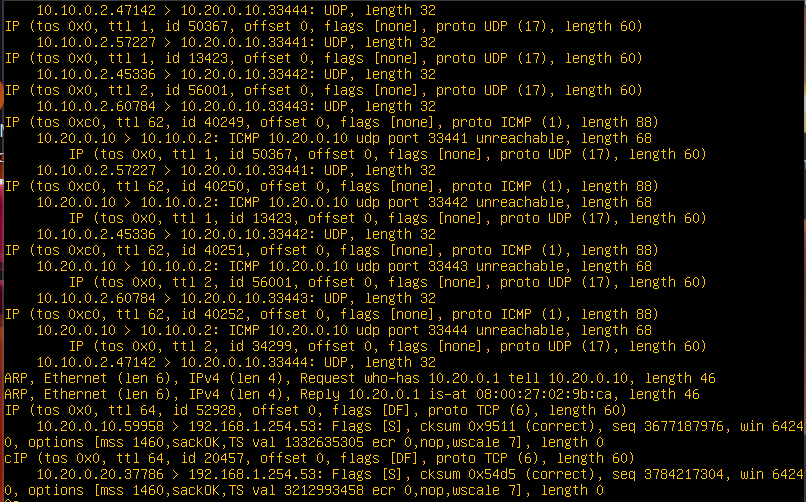 10.10.0.2.47142 > 10.20.0.10.33444: UDP, length 32
IP (tos 0x0, ttl 1, id 50367, offset 0, flags [none], proto UDP (17), length 60)
10.10.0.2.57227 > 10.20.0.10.33441: UDP, length 32
IP (tos 0x0, ttl 1, id 13423, offset 0, flags [none], proto UDP (17), length 60)
10.10.0.2.45336 > 10.20.0.10.33442: UDP, length 32
IP (tos 0x0, ttl 2, id 56001, offset 0, flags [none], proto UDP (17), length 60)
10.10.0.2.60784 > 10.20.0.10.33443: UDP, length 32
IP (tos 0xc0, ttl 62, id 40249, offset 0, flags [none], proto ICMP (1), length 88)
10.20.0.10 > 10.10.0.2: ICMP 10.20.0.10 udp port 33441 unreachable, length 68
IP (tos 0x0, ttl 1, id 50367, offset 0, flags [none], proto UDP (17), length 60)
10.10.0.2.57227 > 10.20.0.10.33441: UDP, length 32
IP (tos 0xc0, ttl 62, id 40250, offset 0, flags [none], proto ICMP (1), length 88)
10.20.0.10 > 10.10.0.2: ICMP 10.20.0.10 udp port 33442 unreachable, length 68
IP (tos 0x0, ttl 1, id 13423, offset 0, flags [none], proto UDP (17), length 60)
10.10.0.2.45336 > 10.20.0.10.33442: UDP, length 32
IP (tos 0xc0, ttl 62, id 40251, offset 0, flags [none], proto ICMP (1), length 88)
10.20.0.10 > 10.10.0.2: ICMP 10.20.0.10 udp port 33443 unreachable, length 68
IP (tos 0x0, ttl 2, id 56001, offset 0, flags [none], proto UDP (17), length 60)
10.10.0.2.60784 > 10.20.0.10.33443: UDP, length 32
IP (tos 0xc0, ttl 62, id 40252, offset 0, flags [none], proto ICMP (1), length 88)
10.20.0.10 > 10.10.0.2: ICMP 10.20.0.10 udp port 33444 unreachable, length 68
IP (tos 0x0, ttl 2, id 34299, offset 0, flags [none], proto UDP (17), length 60)
10.10.0.2.47142 > 10.20.0.10.33444: UDP, length 32
ARP, Ethernet (len 6), IPv4 (len 4), Request who-has 10.20.0.1 tell 10.20.0.10, length 46
ARP, Ethernet (len 6), IPv4 (len 4), Reply 10.20.0.1 is-at 08:00:27:02:9b:ca, length 46
IP (tos 0x0, ttl 64, id 52928, offset 0, flags [DF], proto TCP (6), length 60)
10.20.0.10.59958 > 192.168.1.254.53: Flags [S], cksum 0x9511 (correct), seq 3677187976, win 6424
0, options [mss 1460,sackOK,TS val 1332635305 ecr 0,nop,wscale 7], length 0
cIP (tos 0x0, ttl 64, id 20457, offset 0, flags [DF], proto TCP (6), length 60)
10.20.0.20.37786 > 192.168.1.254.53: Flags [S], cksum 0x54d5 (correct), seq 3784217304, win 6424
0, options [mss 1460,sackOK,TS val 3212993458 ecr 0,nop,wscale 7], length 0